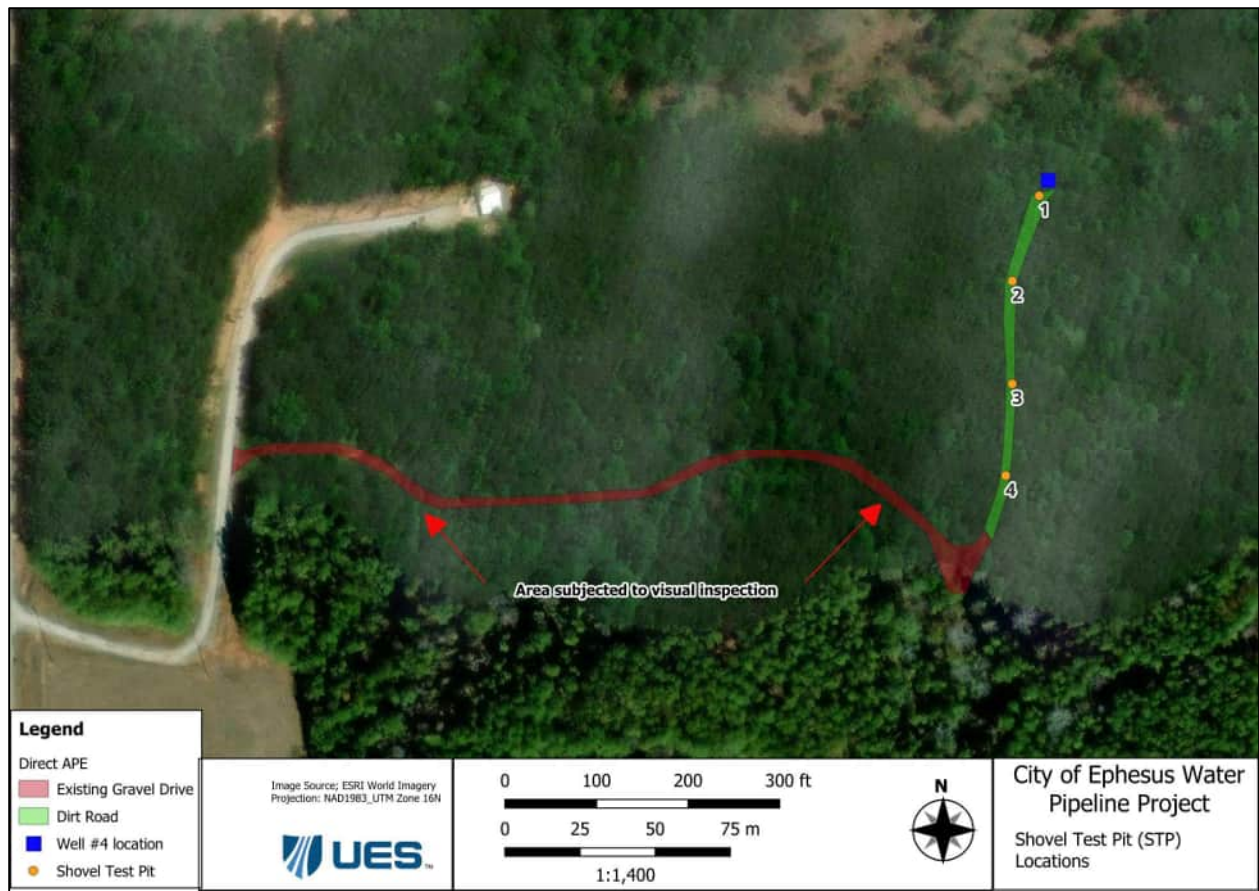 1
2
3
4
Area subjected to visual inspection
Legend
Direct APE
Existing Gravel Drive
Dirt Road
Well #4 location
Shovel Test Pit
Image Source; ESRI World Imagery
Projection: NAD1983_UTM Zone 16N
UES™
0 100 200 300 ft
0 25 50 75 m
1:1,400
N
City of Ephesus Water
Pipeline Project
Shovel Test Pit (STP)
Locations